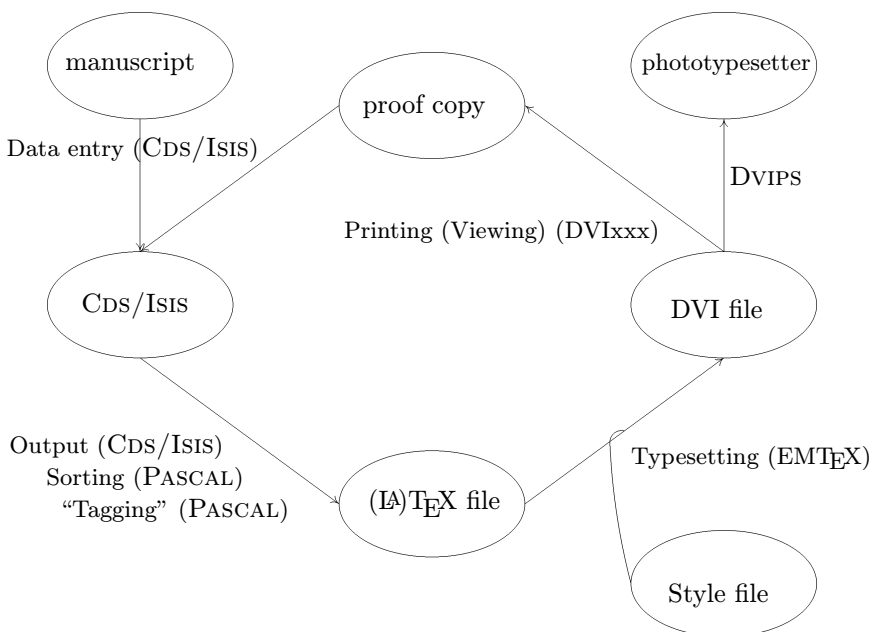 manuscript
phototypesetter
proof copy
Data entry (CDS/ISIS)
DVIPS
Printing (Viewing) (DVIxxx)
CDS/ISIS
DVI file
Output (CDS/ISIS)
Sorting (PASCAL)
“Tagging” (PASCAL)
Typesetting (EMTEX)
(LA)TEX file
Style file